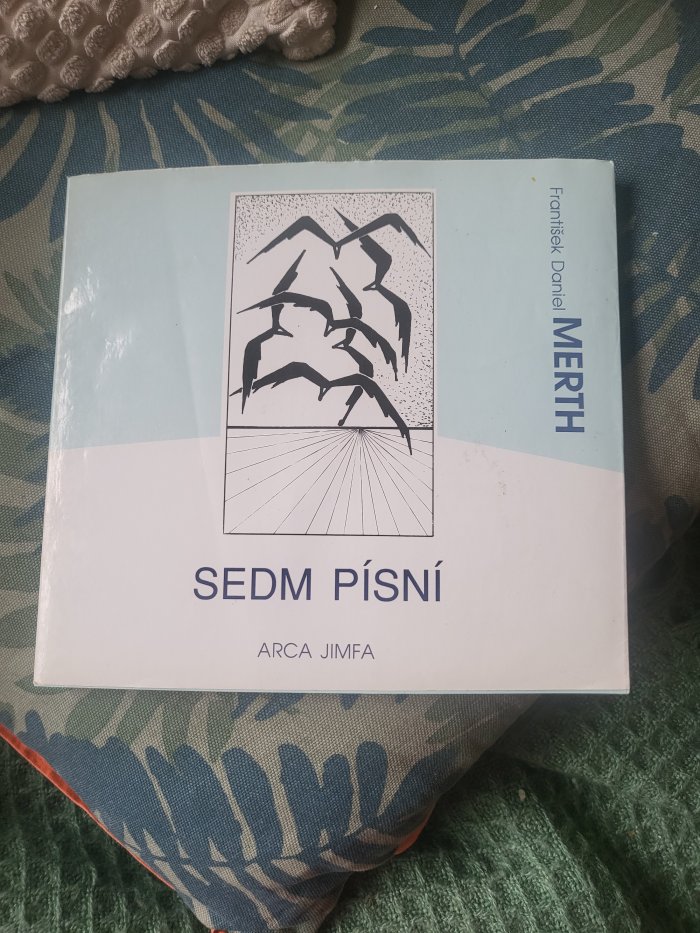 František Daniel MERTH
SEDM PÍSNÍ
ARCA JIMFA